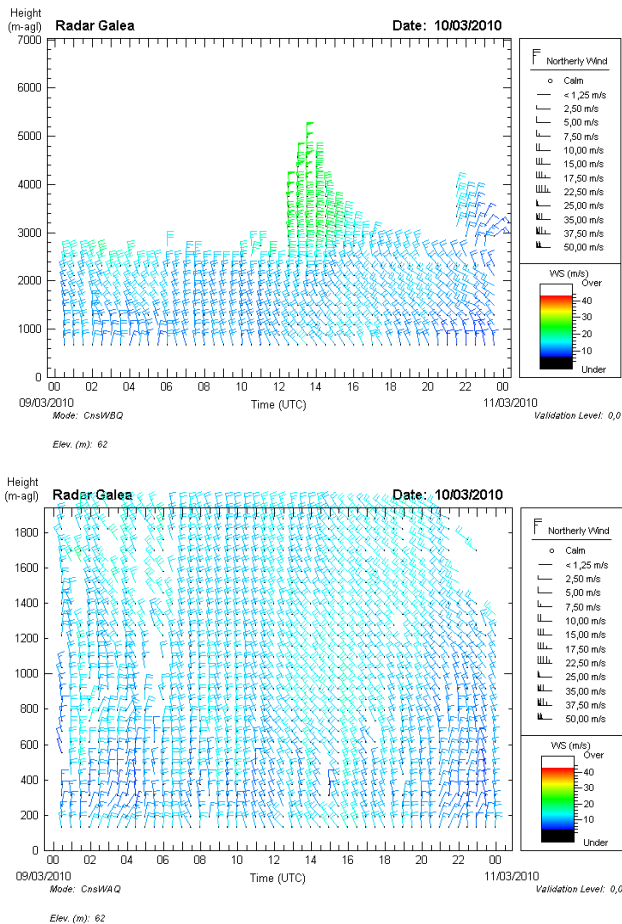 Height
(m-agl)
Radar Galea Date: 10/03/2010
7000
6000
5000
4000
3000
2000
1000
0
00 02 04 06 08 10 12 14 16 18 20 22 00
09/03/2010 Time (UTC) 11/03/2010
Mode: CnsWBQ Validation Level: 0,0
Elev. (m): 62
Northerly Wind
Calm
< 1,25 m/s
2,50 m/s
5,00 m/s
7,50 m/s
10,00 m/s
15,00 m/s
17,50 m/s
22,50 m/s
25,00 m/s
35,00 m/s
37,50 m/s
50,00 m/s
WS (m/s)
Over
40
30
20
10
Under
Height
(m-agl)
Radar Galea Date: 10/03/2010
1800
1600
1400
1200
1000
800
600
400
200
0
00 02 04 06 08 10 12 14 16 18 20 22 00
09/03/2010 Time (UTC) 11/03/2010
Mode: CnsWAQ Validation Level: 0,0
Elev. (m): 62
Northerly Wind
Calm
< 1,25 m/s
2,50 m/s
5,00 m/s
7,50 m/s
10,00 m/s
15,00 m/s
17,50 m/s
22,50 m/s
25,00 m/s
35,00 m/s
37,50 m/s
50,00 m/s
WS (m/s)
Over
40
30
20
10
Under